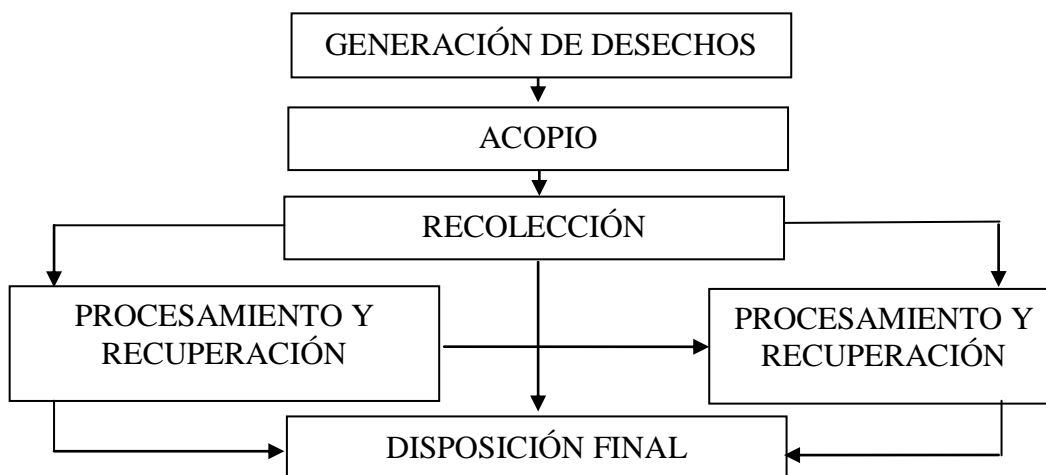 GENERACIÓN DE DESECHOS
ACOPIO
RECOLECCIÓN
PROCESAMIENTO Y
RECUPERACIÓN
PROCESAMIENTO Y
RECUPERACIÓN
DISPOSICIÓN FINAL